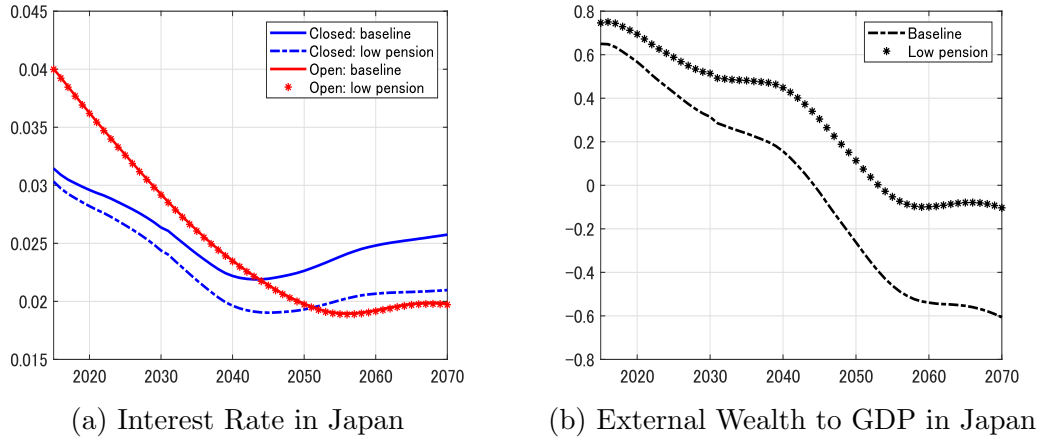 0.045
0.04
0.035
0.03
0.025
0.02
0.015
2020 2030 2040 2050 2060 2070
Closed: baseline
Closed: low pension
Open: baseline
Open: low pension
(a) Interest Rate in Japan
0.8
0.6
0.4
0.2
0
−0.2
−0.4
−0.6
−0.8
2020 2030 2040 2050 2060 2070
Baseline
Low pension
(b) External Wealth to GDP in Japan